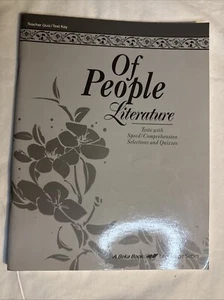 Teacher Quiz/Test Key
Of
People
Literature
Tests with
Speed/Comprehension
Selections and Quizzes
A Beka Book